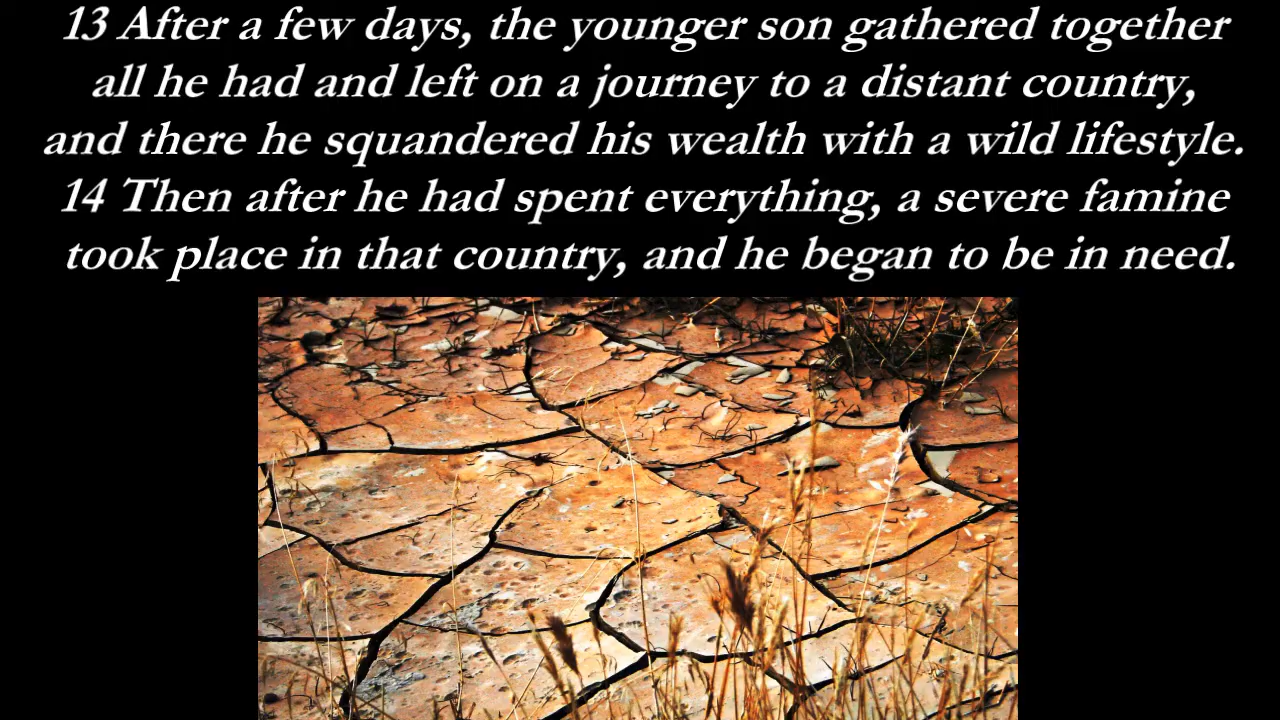 13 After a few days, the younger son gathered together
all he had and left on a journey to a distant country,
and there he squandered his wealth with a wild lifestyle.
14 Then after he had spent everything, a severe famine
took place in that country, and he began to be in need.